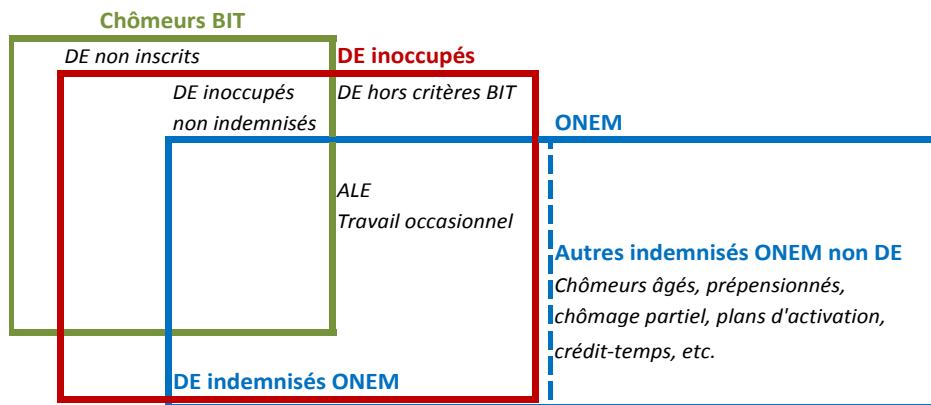 Chômeurs BIT
DE non inscrits
DE inoccupés
DE inoccupés
non indemnisés
DE hors critères BIT
ONEM
ALE
Travail occasionnel
Autres indemnisés ONEM non DE
Chômeurs âgés, prépensionnés,
chômage partiel, plans d'activation,
crédit-temps, etc.
DE indemnisés ONEM